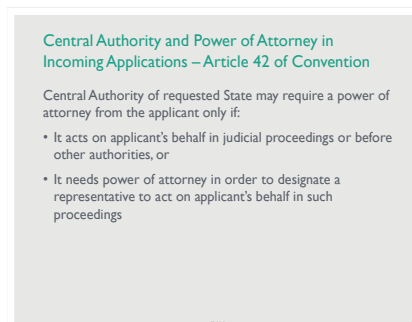 Central Authority and Power of Attorney in
Incoming Applications – Article 42 of Convention
Central Authority of requested State may require a power of
attorney from the applicant only if:
• It acts on applicant's behalf in judicial proceedings or before
other authorities, or
• It needs power of attorney in order to designate a
representative to act on applicant's behalf in such
proceedings